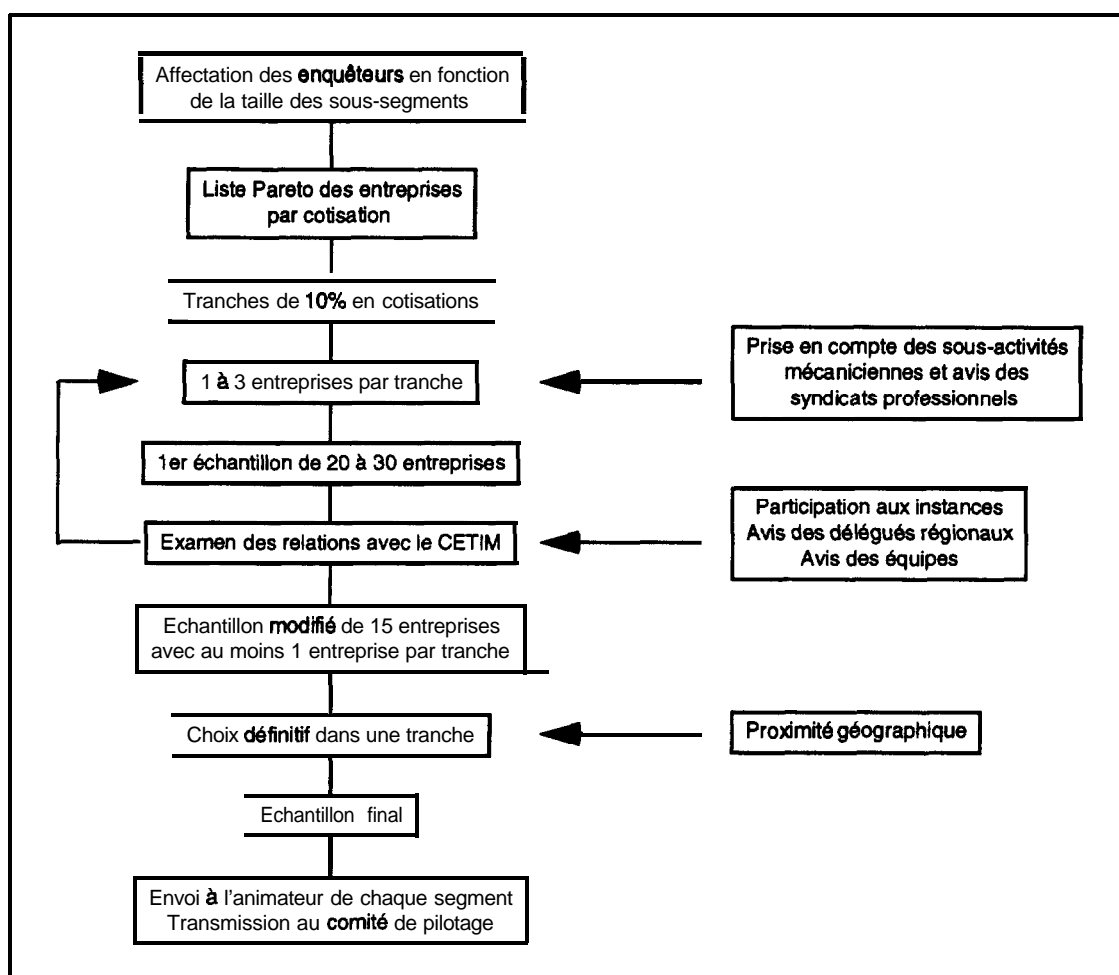 Affectation des enquêteurs en fonction
de la taille des sous-segments
Liste Pareto des entreprises
par cotisation
Tranches de 10% en cotisations
1 à 3 entreprises par tranche
Prise en compte des sous-activités
mécaniciennes et avis des
syndicats professionnels
1er échantillon de 20 à 30 entreprises
Examen des relations avec le CETIM
Participation aux instances
Avis des délégués régionaux
Avis des équipes
Echantillon modifié de 15 entreprises
avec au moins 1 entreprise par tranche
Choix définitif dans une tranche
Proximité géographique
Echantillon final
Envoi à l'animateur de chaque segment
Transmission au comité de pilotage